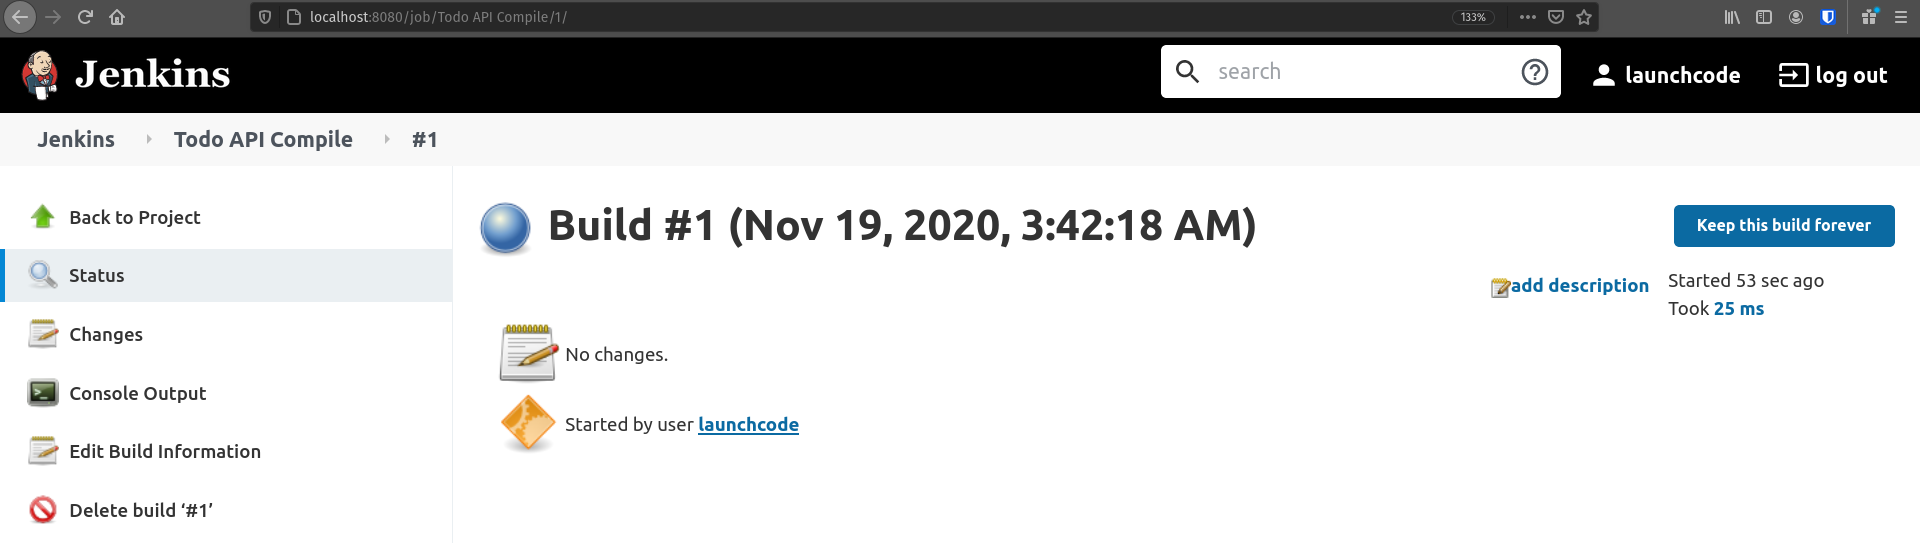 localhost:8080/job/Todo API Compile/1/
133%
Jenkins
search
launchcode
log out
Jenkins
Todo API Compile
#1
Back to Project
Status
Changes
Console Output
Edit Build Information
Delete build ‘#1’
Build #1 (Nov 19, 2020, 3:42:18 AM)
Keep this build forever
add description
Started 53 sec ago
Took 25 ms
No changes.
Started by user launchcode